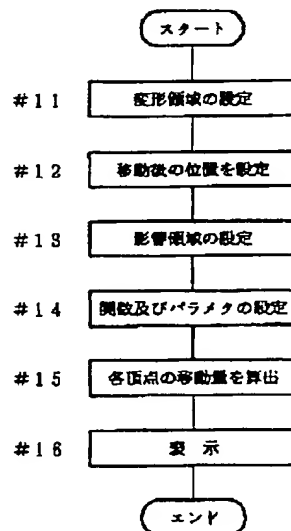 スタート
#11 変形領域の設定
#12 移動後の位置を設定
#13 影響領域の設定
#14 関数及びパラメタの設定
#15 各頂点の移動量を算出
#16 表示
エンド